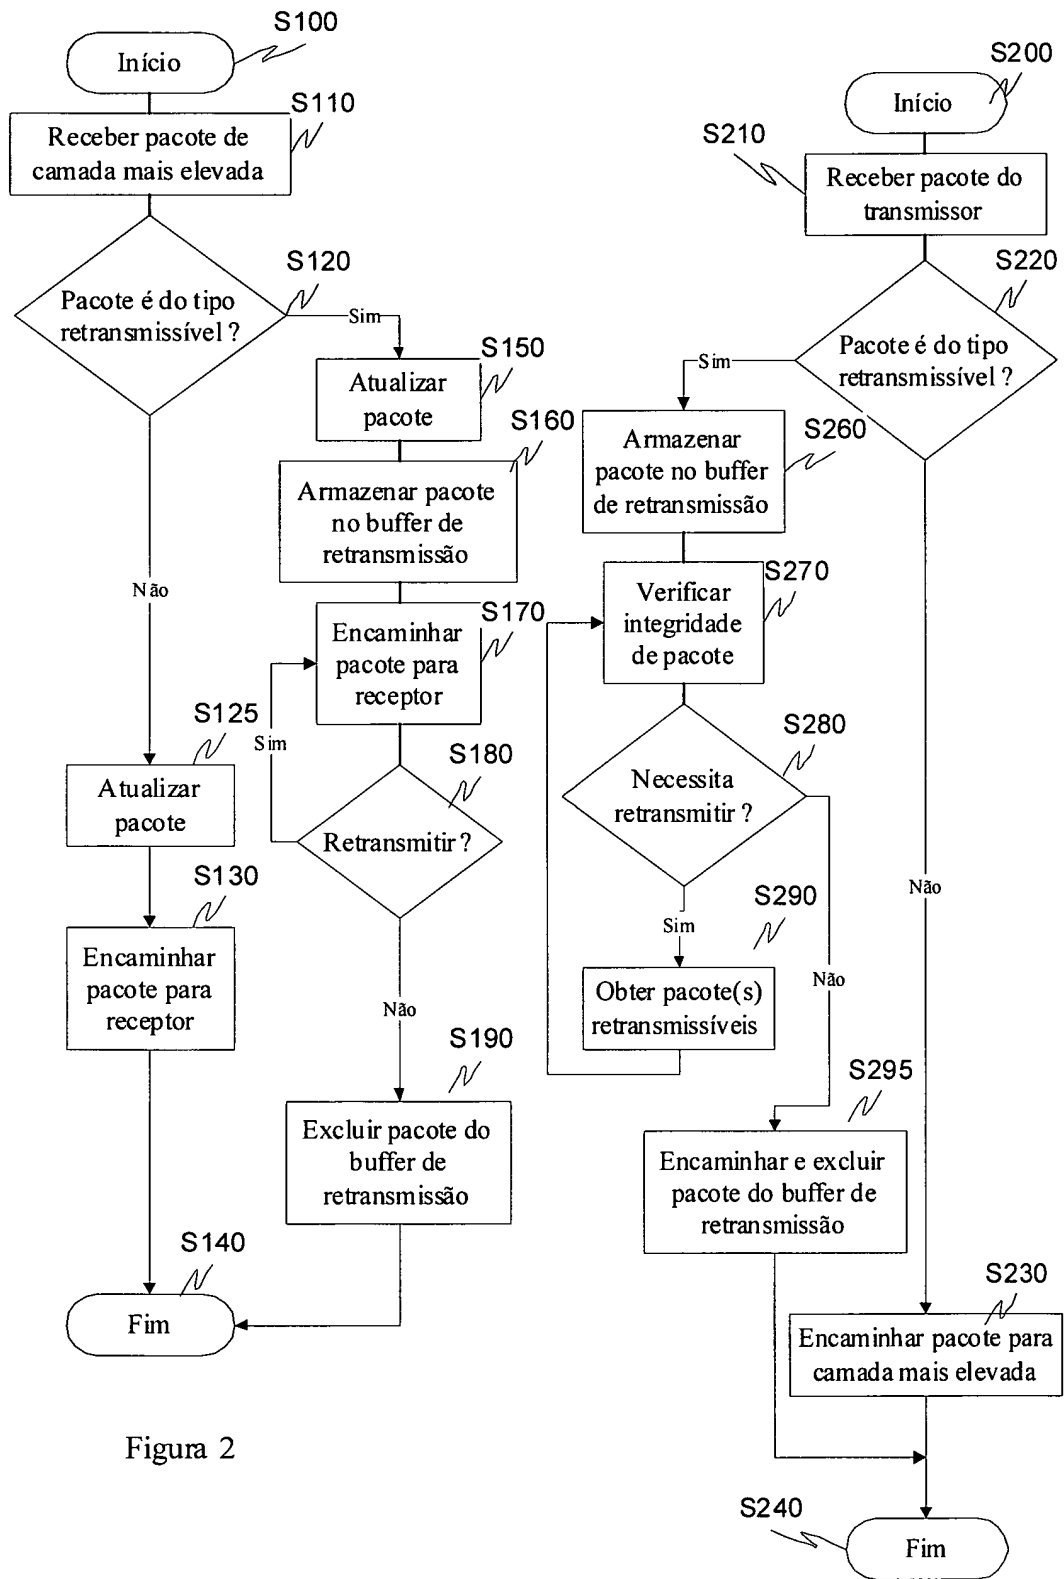 S100
Início
S110
Receber pacote de
camada mais elevada
S120
Pacote é do tipo
retransmissível ?
Sim
S150
Atualizar
pacote
S160
Armazenar pacote
no buffer de
retransmissão
Não
S170
Encaminhar
pacote para
receptor
S125
Sim
Atualizar
pacote
S180
Retransmitir ?
S130
Encaminhar
pacote para
receptor
Não
S190
Excluir pacote do
buffer de
retransmissão
S140
Fim
Figura 2
S200
Início
S210
Receber pacote do
transmissor
S220
Pacote é do tipo
retransmissível ?
Sim
S260
Armazenar
pacote no buffer
de retransmissão
S270
Verificar
integridade
de pacote
S280
Necessita
retransmitir ?
Não
S290
Sim
Não
Obter pacote(s)
retransmissíveis
S295
Encaminhar e excluir
pacote do buffer de
retransmissão
S230
Encaminhar pacote para
camada mais elevada
S240
Fim